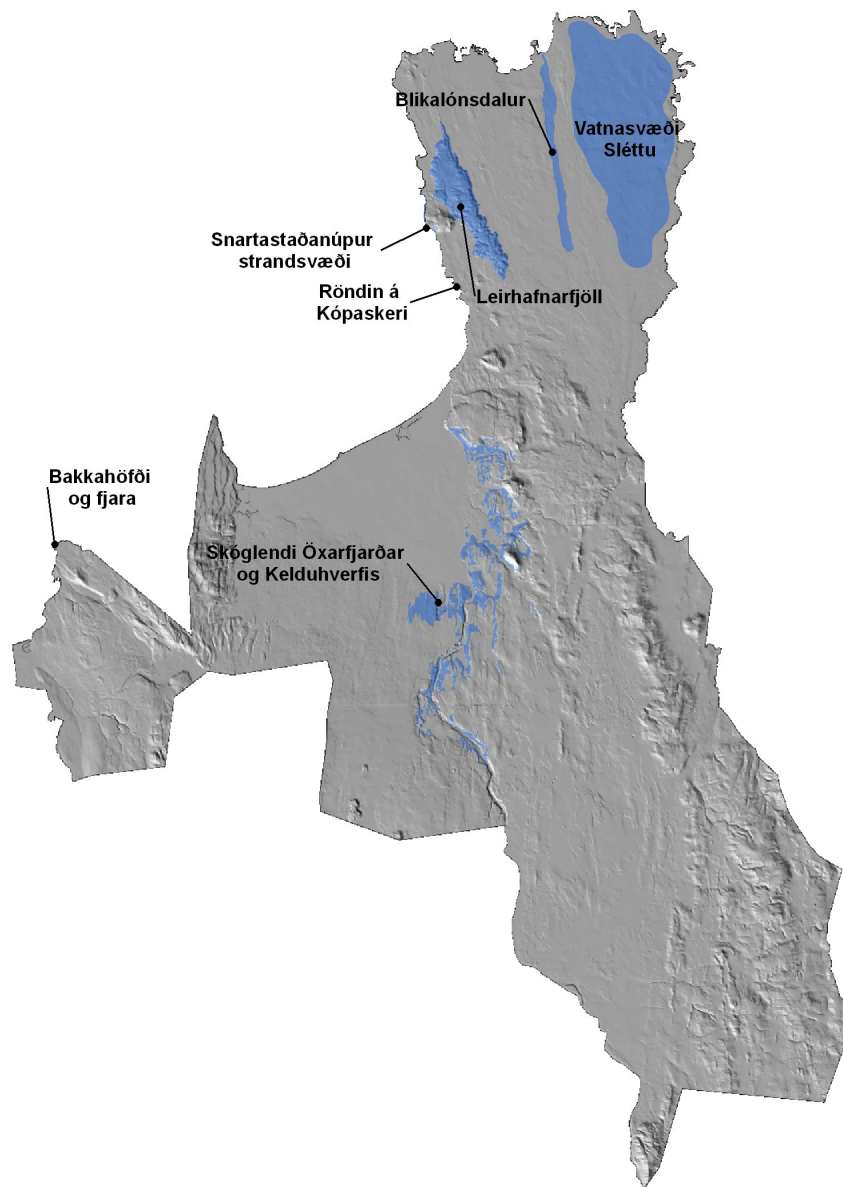 Blikalónsdalur
Vatnasvæði
Sléttu
Snartastaðanúpur
strandsvæði
Röndin á
Kópaskeri
Leirhafnarfjöll
Bakkahöfði
og fjara
Skóglendi Öxarfjarðar
og Kelduhverfis